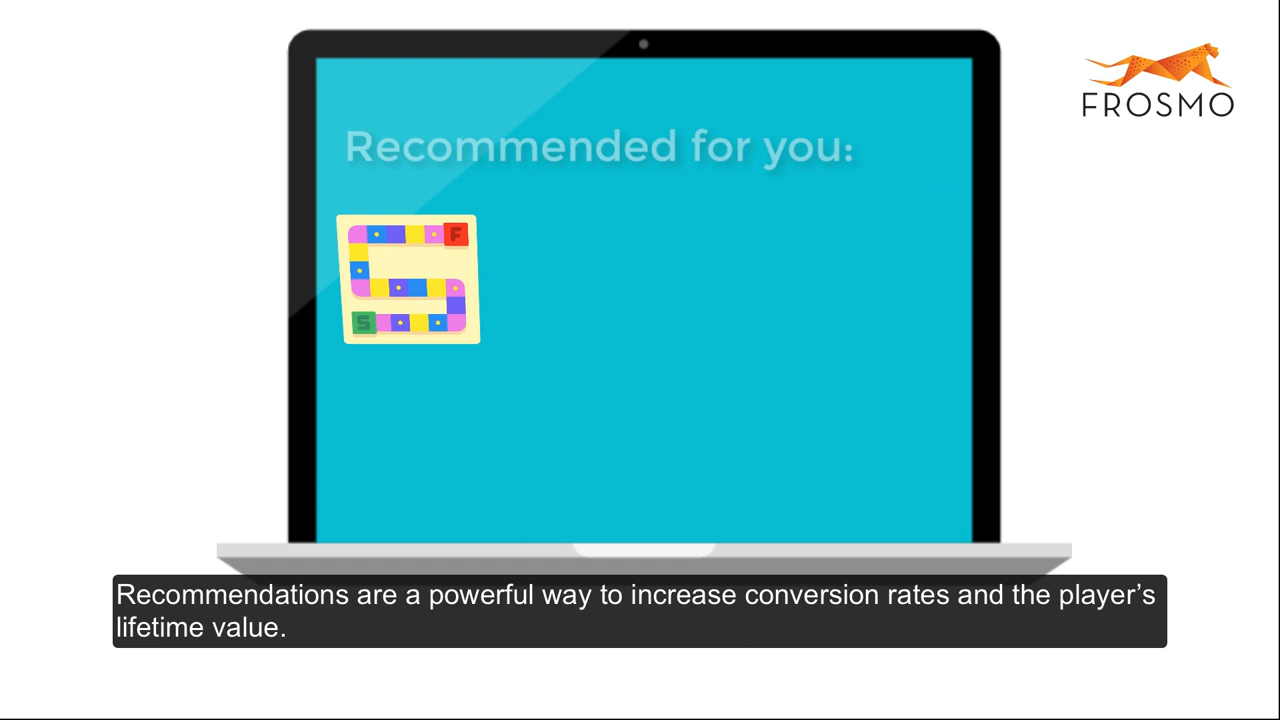 FROSMO
Recommended for you:
F
S
Recommendations are a powerful way to increase conversion rates and the player’s
lifetime value.